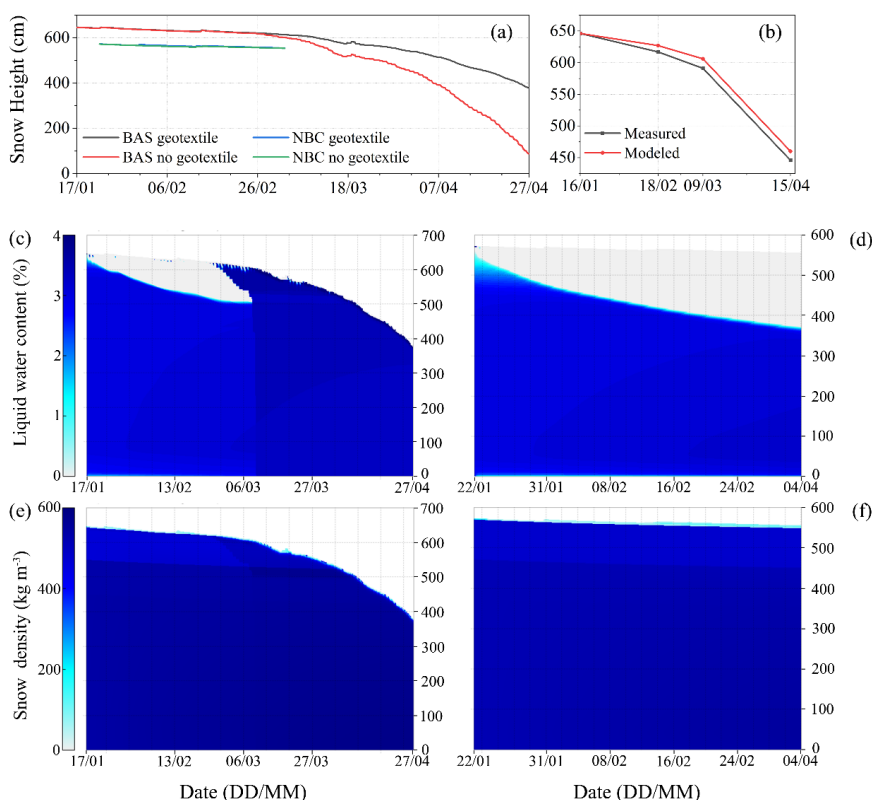 Snow Height (cm)
600
400
200
0
(a)
BAS geotextile
NBC geotextile
BAS no geotextile
NBC no geotextile
17/01 06/02 26/02 18/03 07/04 27/04
650
600
550
500
450
(b)
Measured
Modeled
16/01 18/02 09/03 15/04
Liquid water content (%)
4
3
2
1
0
(c)
700
600
500
400
300
200
100
0
17/01 13/02 06/03 27/03 27/04
(d)
600
500
400
300
200
100
0
22/01 31/01 08/02 16/02 24/02 04/04
Snow density (kg m⁻³)
600
400
200
0
(e)
700
600
500
400
300
200
100
0
17/01 13/02 06/03 27/03 27/04
(f)
600
500
400
300
200
100
0
22/01 31/01 08/02 16/02 24/02 04/04
Date (DD/MM)
Date (DD/MM)